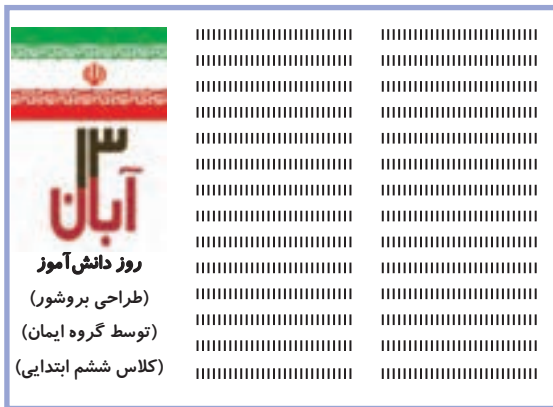 ۱۳
آبان
روز دانش‌آموز
(طراحی بروشور)
(توسط گروه ایمان)
(کلاس ششم ابتدایی)